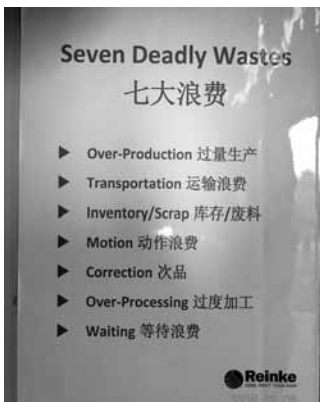 Seven Deadly Wastes
七大浪费
▶ Over-Production 过量生产
▶ Transportation 运输浪费
▶ Inventory/Scrap 库存/废料
▶ Motion 动作浪费
▶ Correction 次品
▶ Over-Processing 过度加工
▶ Waiting 等待浪费
Reinke